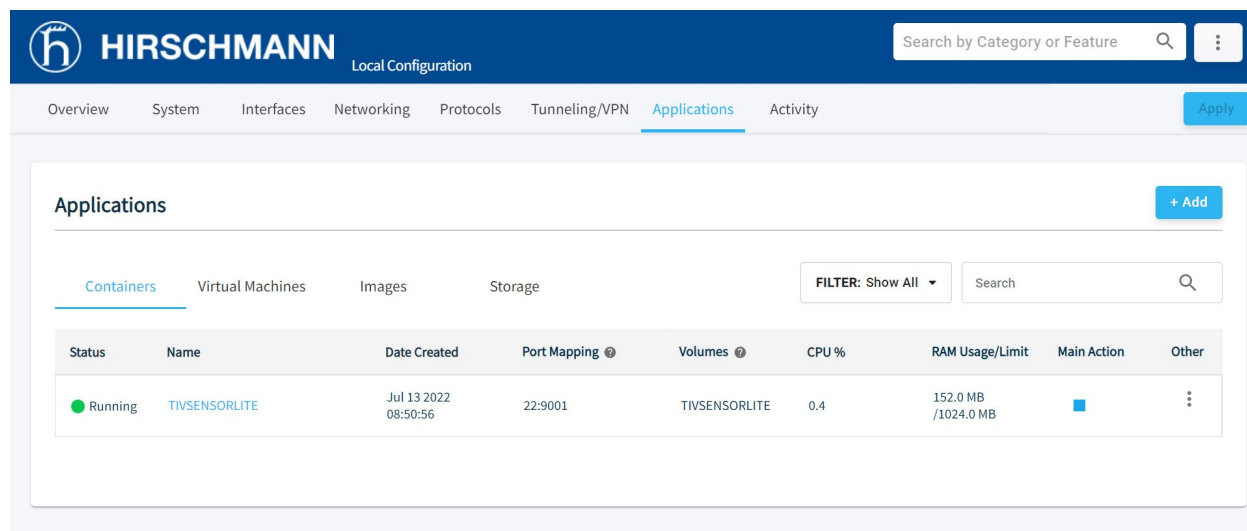 HIRSCHMANN
Local Configuration
Search by Category or Feature
Overview System Interfaces Networking Protocols Tunneling/VPN Applications Activity Apply
Applications
+ Add
Containers Virtual Machines Images Storage FILTER: Show All Search
Status Name Date Created Port Mapping ? Volumes ? CPU % RAM Usage/Limit Main Action Other
Running TIVSENSORLITE Jul 13 2022 22:9001 TIVSENSORLITE 0.4 152.0 MB
08:50:56 /1024.0 MB